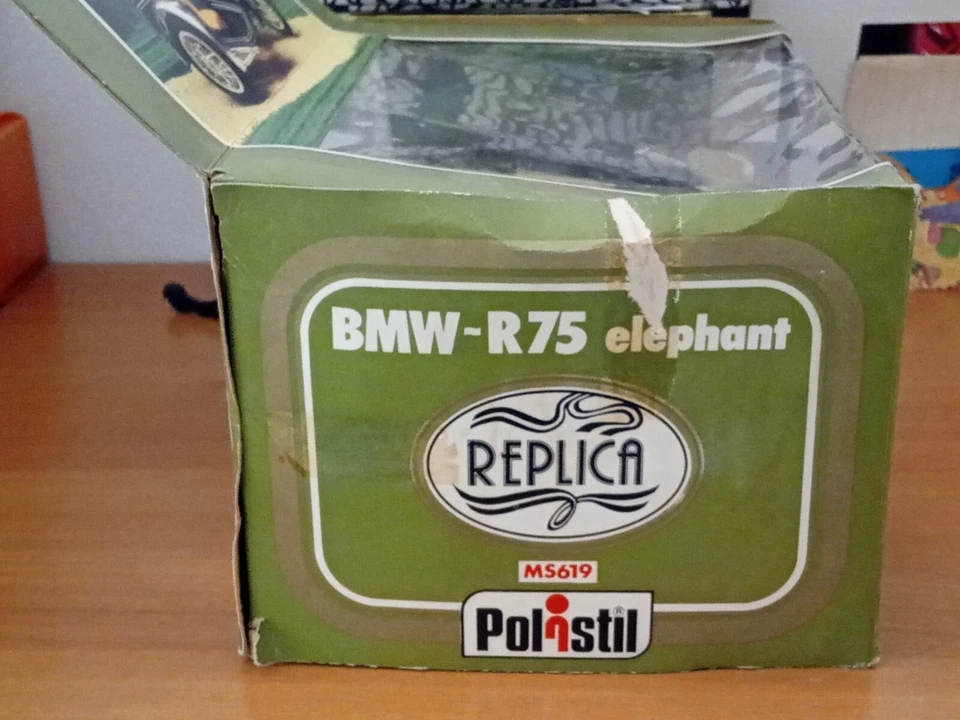 BMW-R75 elephant
REPLICA
MS619
Polistil®